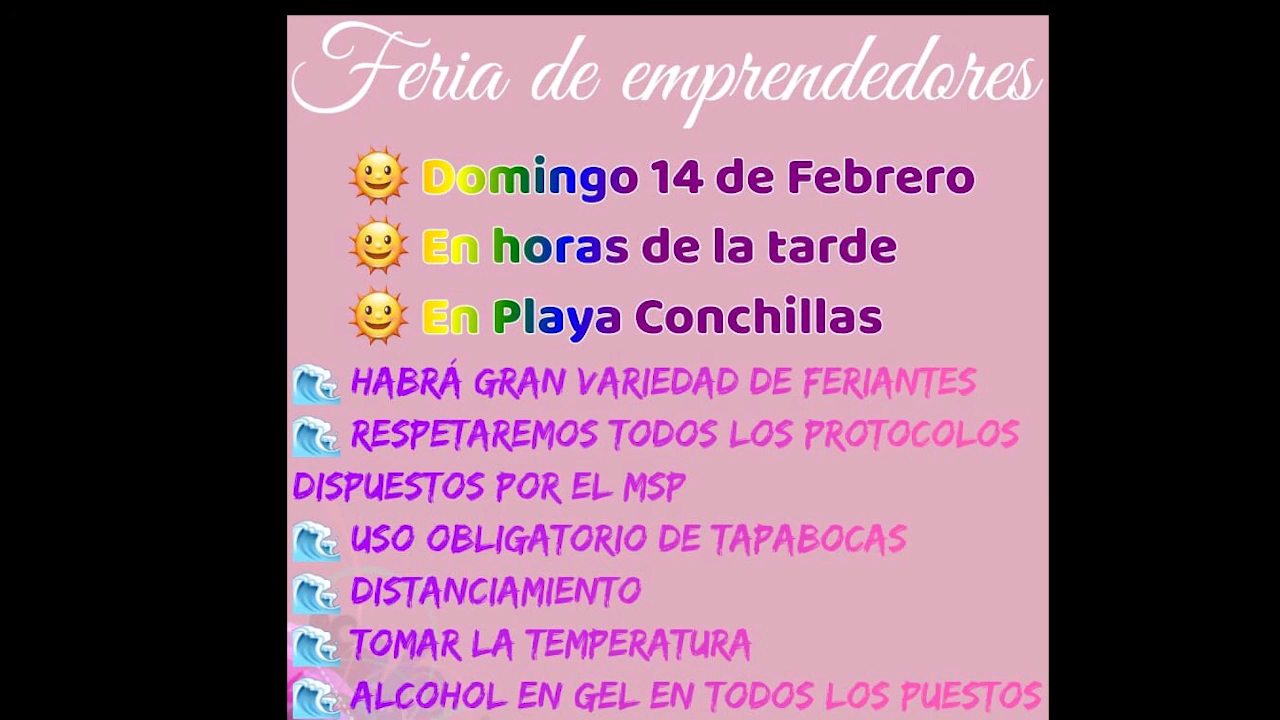 Feria de emprendedores
🌞 Domingo 14 de Febrero
🌞 En horas de la tarde
🌞 En Playa Conchillas
🌊 HABRÁ GRAN VARIEDAD DE FERIANTES
🌊 RESPETAREMOS TODOS LOS PROTOCOLOS
DISPUESTOS POR EL MSP
🌊 USO OBLIGATORIO DE TAPABOCAS
🌊 DISTANCIAMIENTO
🌊 TOMAR LA TEMPERATURA
🌊 ALCOHOL EN GEL EN TODOS LOS PUESTOS